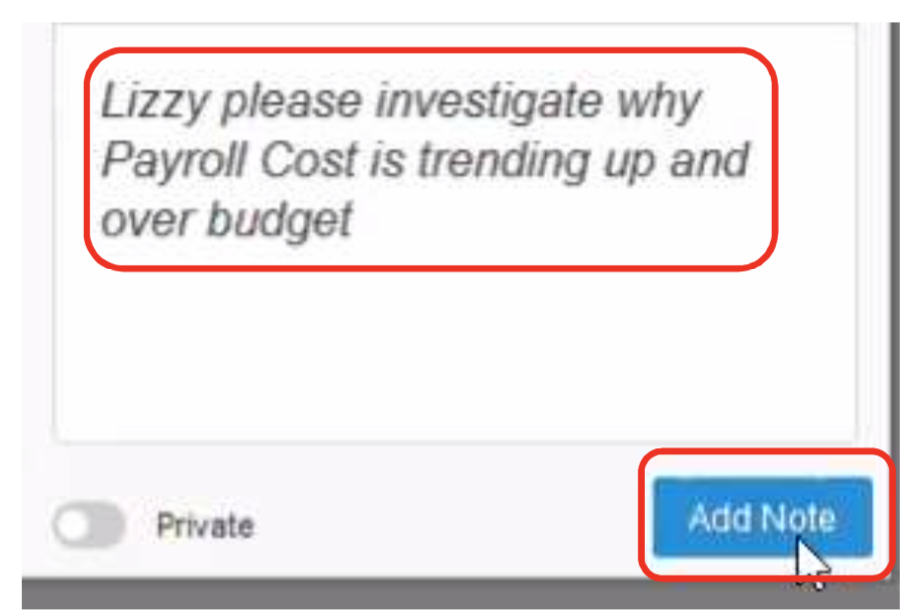 Lizzy please investigate why
Payroll Cost is trending up and
over budget
Private
Add Note